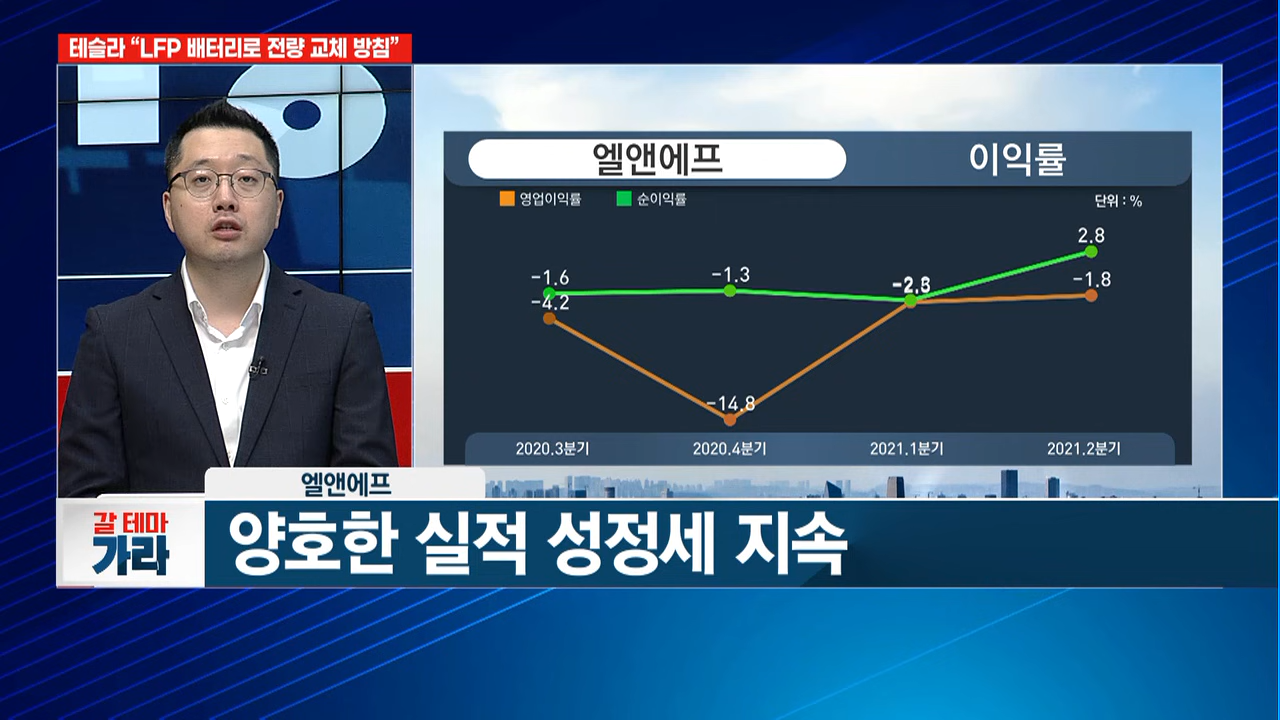 테슬라 “LFP 배터리로 전량 교체 방침”
엘앤에프
이익률
영업이익률
순이익률
단위 : %
2.8
-1.6
-1.3
-1.8
-4.2
-14.8
2020.3분기
2020.4분기
2021.1분기
2021.2분기
엘앤에프
갈 테마
가라
양호한 실적 성정세 지속